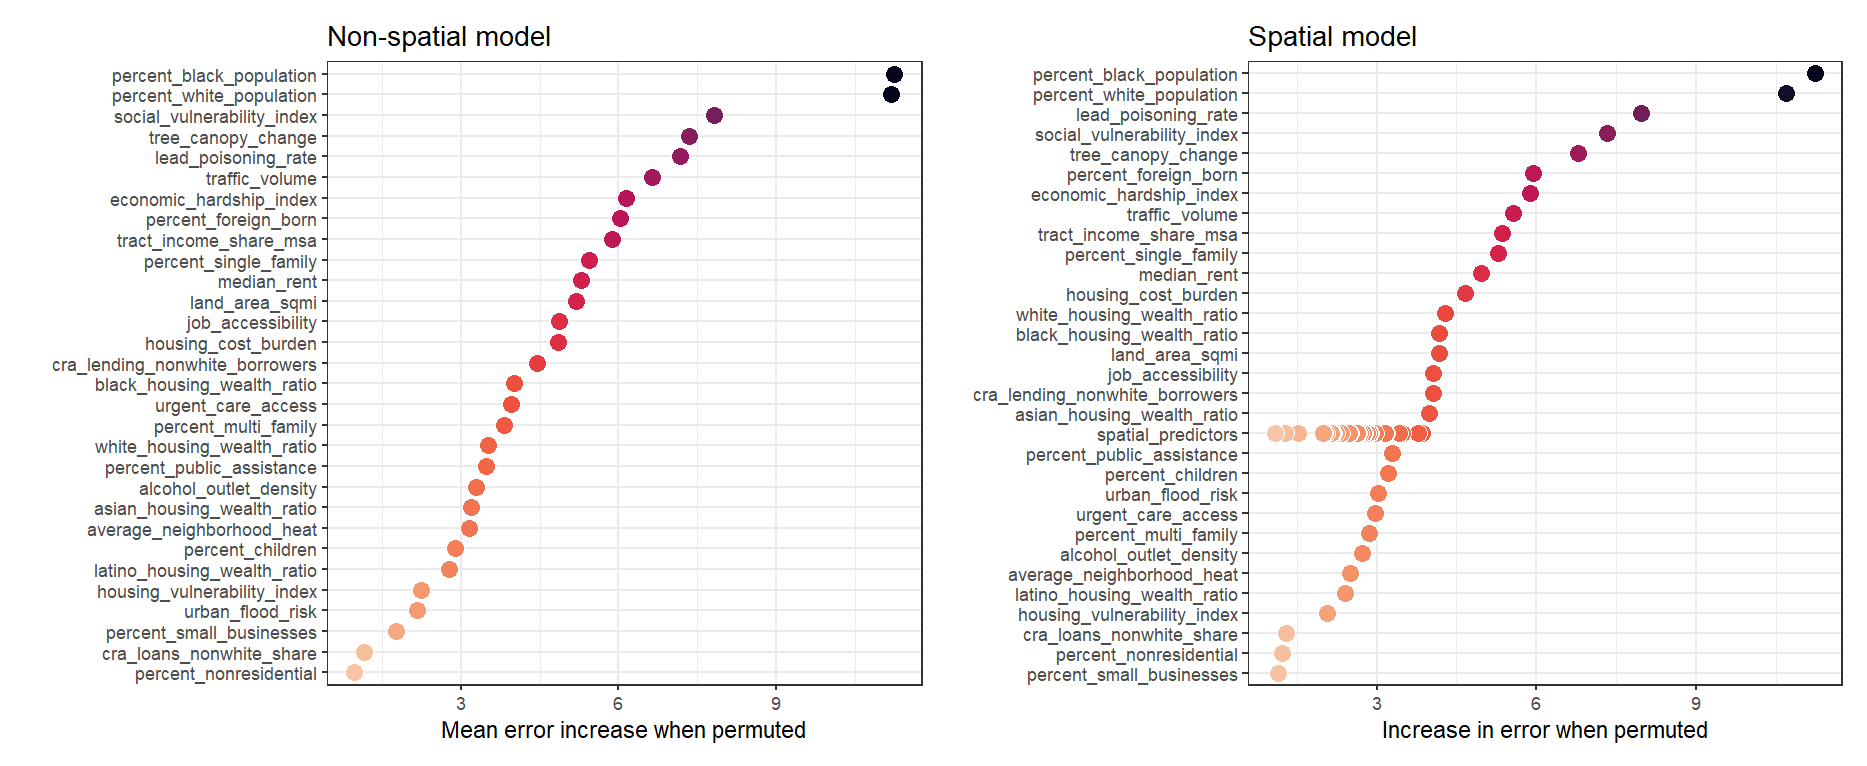 Non-spatial model
percent_black_population
percent_white_population
social_vulnerability_index
tree_canopy_change
lead_poisoning_rate
traffic_volume
economic_hardship_index
percent_foreign_born
tract_income_share_msa
percent_single_family
median_rent
land_area_sqmi
job_accessibility
housing_cost_burden
cra_lending_nonwhite_borrowers
black_housing_wealth_ratio
urgent_care_access
percent_multi_family
white_housing_wealth_ratio
percent_public_assistance
alcohol_outlet_density
asian_housing_wealth_ratio
average_neighborhood_heat
percent_children
latino_housing_wealth_ratio
housing_vulnerability_index
urban_flood_risk
percent_small_businesses
cra_loans_nonwhite_share
percent_nonresidential
3 6 9
Mean error increase when permuted
Spatial model
percent_black_population
percent_white_population
lead_poisoning_rate
social_vulnerability_index
tree_canopy_change
percent_foreign_born
economic_hardship_index
traffic_volume
tract_income_share_msa
percent_single_family
median_rent
housing_cost_burden
white_housing_wealth_ratio
black_housing_wealth_ratio
land_area_sqmi
job_accessibility
cra_lending_nonwhite_borrowers
asian_housing_wealth_ratio
spatial_predictors
percent_public_assistance
percent_children
urban_flood_risk
urgent_care_access
percent_multi_family
alcohol_outlet_density
average_neighborhood_heat
latino_housing_wealth_ratio
housing_vulnerability_index
cra_loans_nonwhite_share
percent_nonresidential
percent_small_businesses
3 6 9
Increase in error when permuted